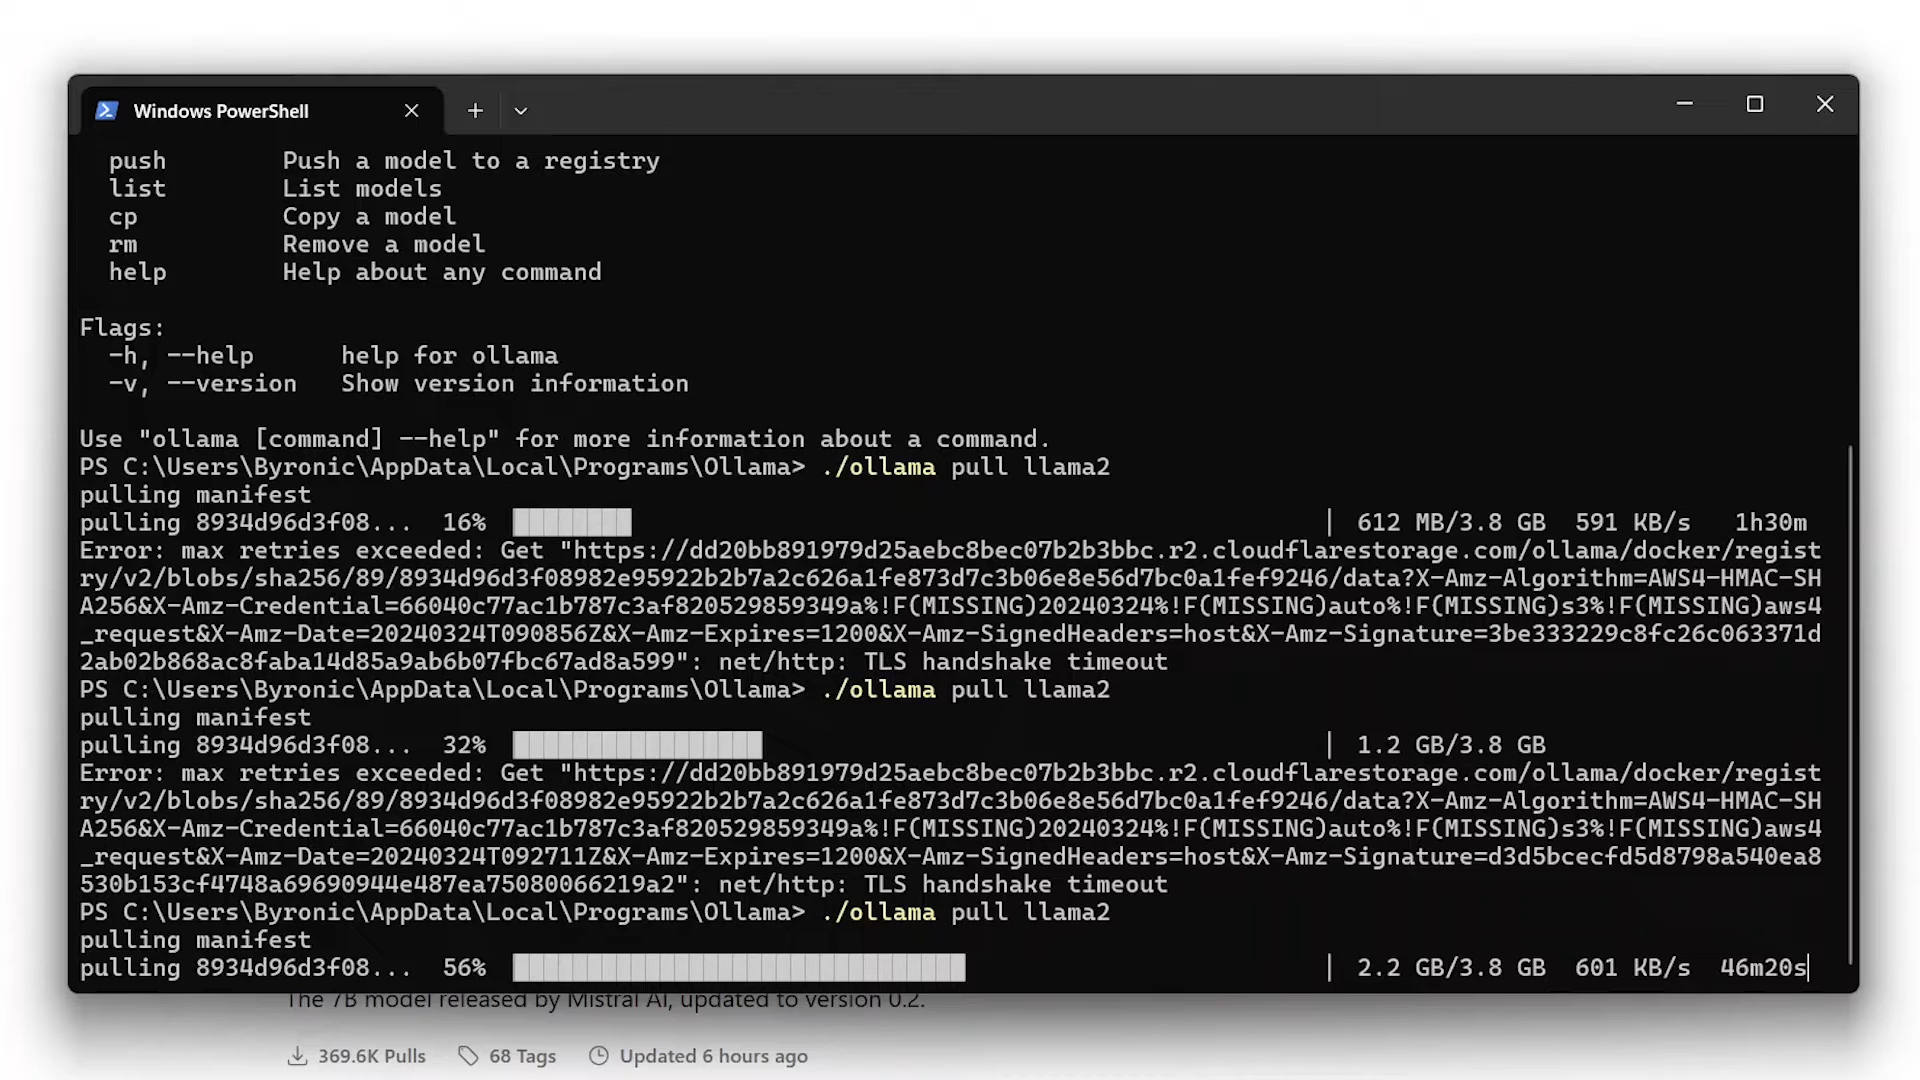 Windows PowerShell
push Push a model to a registry
list List models
cp Copy a model
rm Remove a model
help Help about any command
Flags:
-h, --help help for ollama
-v, --version Show version information
Use "ollama [command] --help" for more information about a command.
PS C:\Users\Byronic\AppData\Local\Programs\Ollama> ./ollama pull llama2
pulling manifest
pulling 8934d96d3f08... 16% | 612 MB/3.8 GB 591 KB/s 1h30m
Error: max retries exceeded: Get "https://dd20bb891979d25aebc8bec07b2b3bbc.r2.cloudflarestorage.com/ollama/docker/regist
ry/v2/blobs/sha256/89/8934d96d3f08982e95922b2b7a2c626a1fe873d7c3b06e8e56d7bc0a1fef9246/data?X-Amz-Algorithm=AWS4-HMAC-SH
A256&X-Amz-Credential=66040c77ac1b787c3af820529859349a%!F(MISSING)20240324%!F(MISSING)auto%!F(MISSING)s3%!F(MISSING)aws4
_request&X-Amz-Date=20240324T090856Z&X-Amz-Expires=1200&X-Amz-SignedHeaders=host&X-Amz-Signature=3be333229c8fc26c063371d
2ab02b868ac8faba14d85a9ab6b07fbc67ad8a599": net/http: TLS handshake timeout
PS C:\Users\Byronic\AppData\Local\Programs\Ollama> ./ollama pull llama2
pulling manifest
pulling 8934d96d3f08... 32% | 1.2 GB/3.8 GB
Error: max retries exceeded: Get "https://dd20bb891979d25aebc8bec07b2b3bbc.r2.cloudflarestorage.com/ollama/docker/regist
ry/v2/blobs/sha256/89/8934d96d3f08982e95922b2b7a2c626a1fe873d7c3b06e8e56d7bc0a1fef9246/data?X-Amz-Algorithm=AWS4-HMAC-SH
A256&X-Amz-Credential=66040c77ac1b787c3af820529859349a%!F(MISSING)20240324%!F(MISSING)auto%!F(MISSING)s3%!F(MISSING)aws4
_request&X-Amz-Date=20240324T092711Z&X-Amz-Expires=1200&X-Amz-SignedHeaders=host&X-Amz-Signature=d3d5bcecfd5d8798a540ea8
530b153cf4748a69690944e487ea75080066219a2": net/http: TLS handshake timeout
PS C:\Users\Byronic\AppData\Local\Programs\Ollama> ./ollama pull llama2
pulling manifest
pulling 8934d96d3f08... 56% | 2.2 GB/3.8 GB 601 KB/s 46m20s
The 7B model released by Mistral AI, updated to version 0.2.
369.6K Pulls 68 Tags Updated 6 hours ago